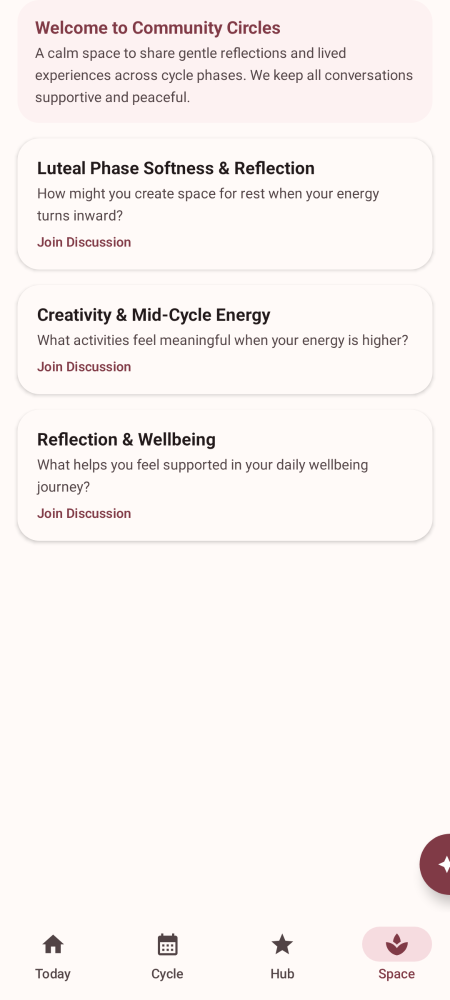 Welcome to Community Circles
A calm space to share gentle reflections and lived
experiences across cycle phases. We keep all conversations
supportive and peaceful.
Luteal Phase Softness & Reflection
How might you create space for rest when your energy
turns inward?
Join Discussion
Creativity & Mid-Cycle Energy
What activities feel meaningful when your energy is higher?
Join Discussion
Reflection & Wellbeing
What helps you feel supported in your daily wellbeing
journey?
Join Discussion
Today Cycle Hub Space